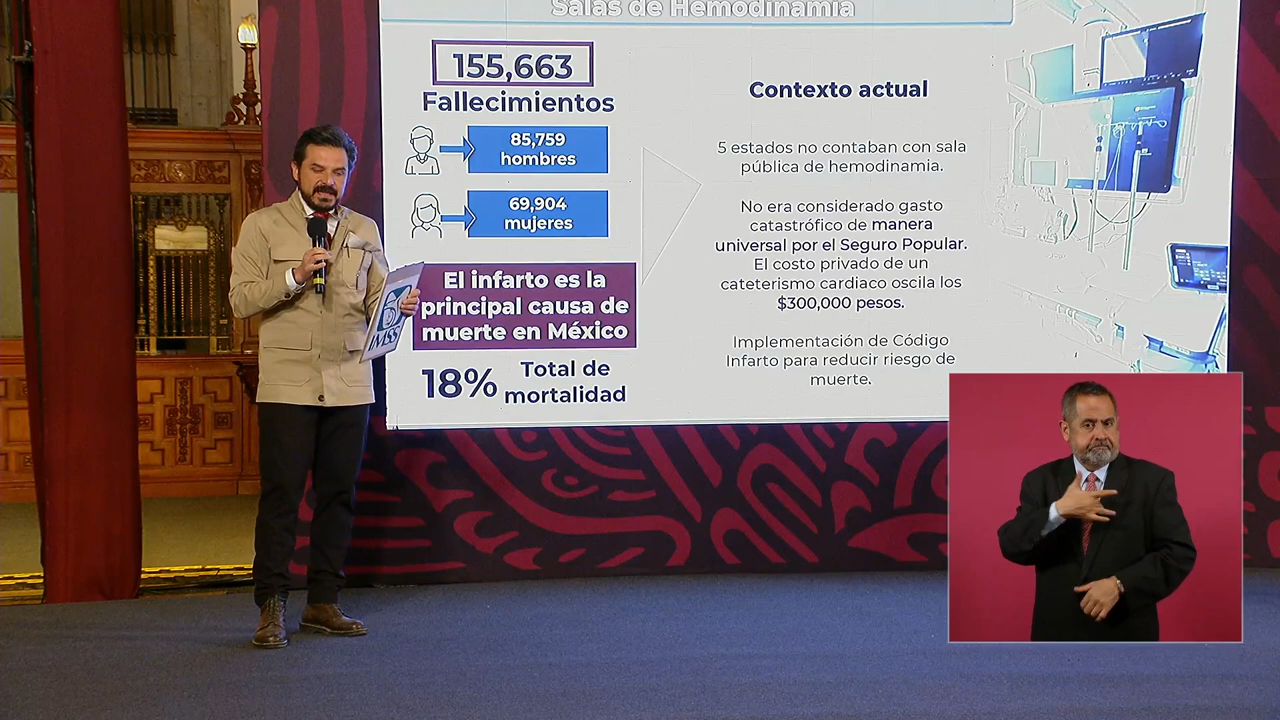 Salas de Hemodinamia
155,663
Fallecimientos
85,759
hombres
69,904
mujeres
El infarto es la
principal causa de
muerte en México
18%
Total de
mortalidad
Contexto actual
5 estados no contaban con sala
pública de hemodinamia.
No era considerado gasto
catastrófico de manera
universal por el Seguro Popular.
El costo privado de un
cateterismo cardiaco oscila los
$300,000 pesos.
Implementación de Código
Infarto para reducir riesgo de
muerte.
IMSS